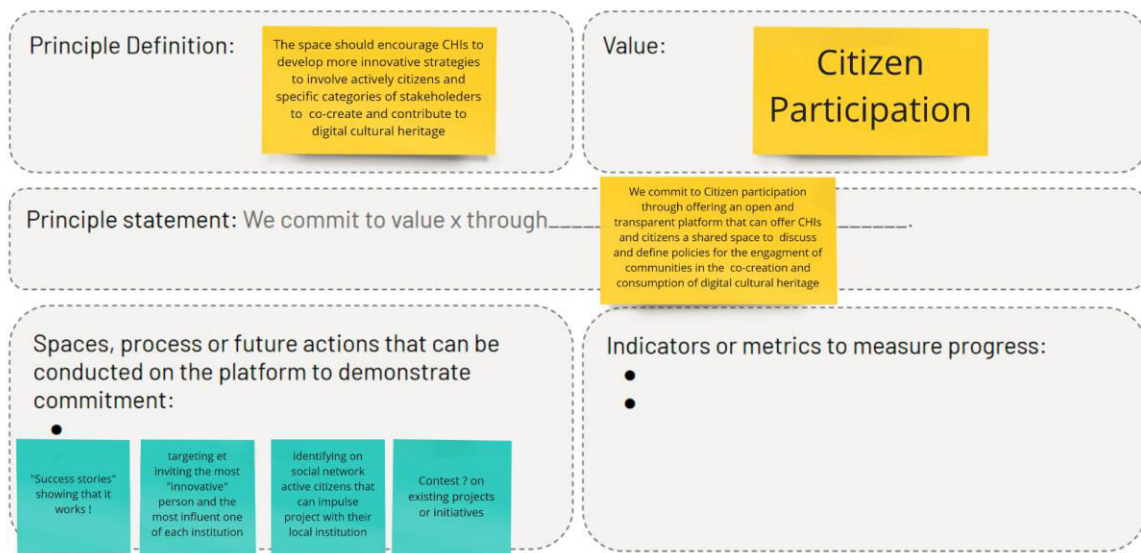 Principle Definition:
The space should encourage CHIs to
develop more innovative strategies
to involve actively citizens and
specific categories of stakeholeders
to co-create and contribute to
digital cultural heritage
Value:
Citizen
Participation
Principle statement: We commit to value x through____ ______.
We commit to Citizen participation
through offering an open and
transparent platform that can offer CHIs
and citizens a shared space to discuss
and define policies for the engagment of
communities in the co-creation and
consumption of digital cultural heritage
Spaces, process or future actions that can be
conducted on the platform to demonstrate
commitment:
●
"Success stories"
showing that it
works !
targeting et
inviting the most
"innovative"
person and the
most influent one
of each institution
identifying on
social network
active citizens that
can impulse
project with their
local institution
Contest ? on
existing projects
or initiatives
Indicators or metrics to measure progress:
●
●